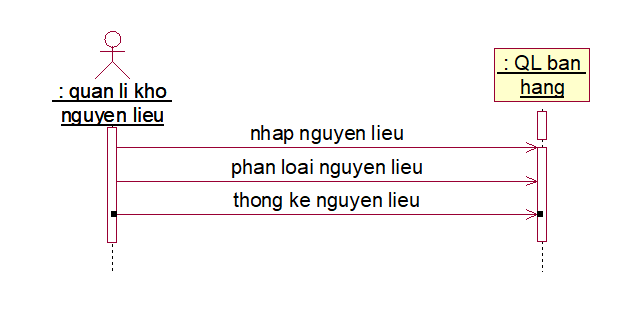 : quan li kho
nguyen lieu
: QL ban
hang
nhap nguyen lieu
phan loai nguyen lieu
thong ke nguyen lieu